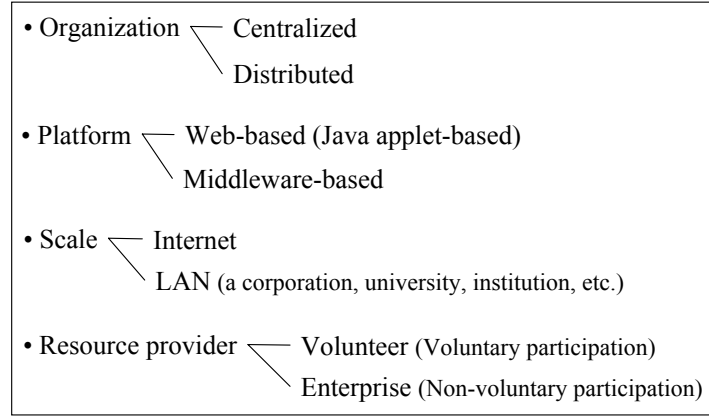 • Organization Centralized
Distributed
• Platform Web-based (Java applet-based)
Middleware-based
• Scale Internet
LAN (a corporation, university, institution, etc.)
• Resource provider Volunteer (Voluntary participation)
Enterprise (Non-voluntary participation)